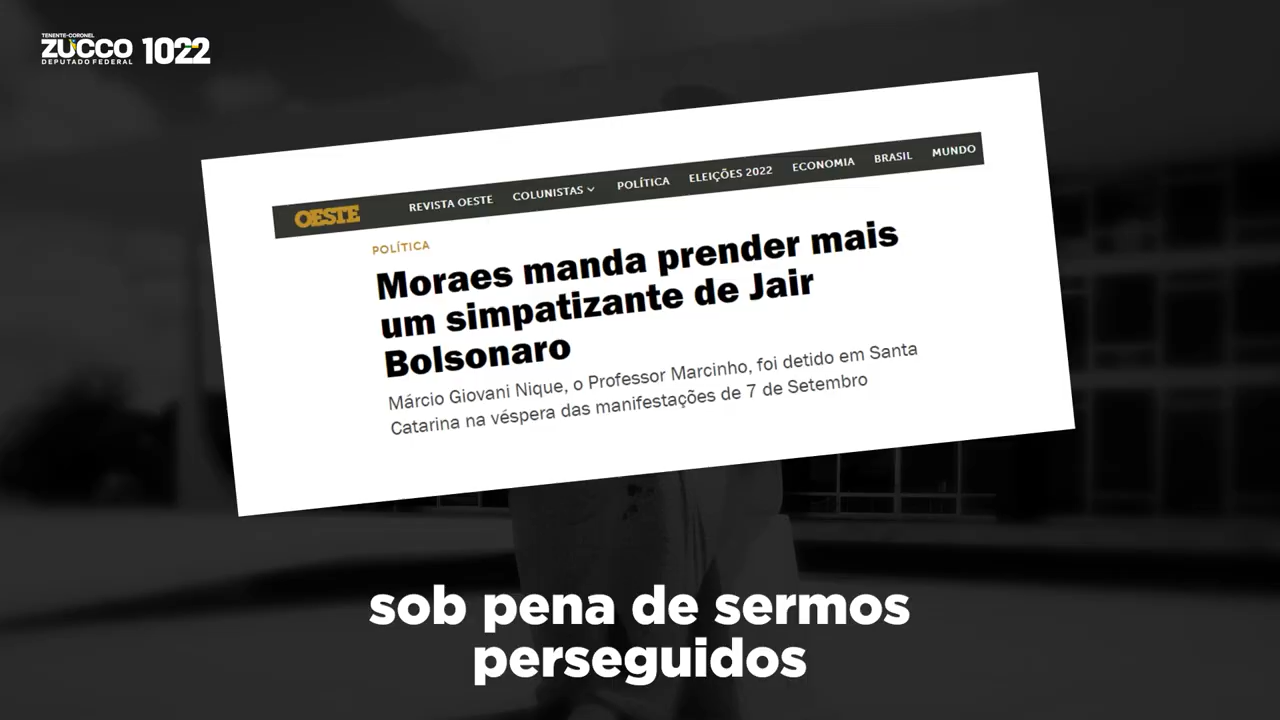 TENENTE-CORONEL
ZUCCO 1022
DEPUTADO FEDERAL
OESTE REVISTA OESTE COLUNISTAS POLÍTICA ELEIÇÕES 2022 ECONOMIA BRASIL MUNDO
POLÍTICA
Moraes manda prender mais
um simpatizante de Jair
Bolsonaro
Márcio Giovani Nique, o Professor Marcinho, foi detido em Santa
Catarina na véspera das manifestações de 7 de Setembro
sob pena de sermos
perseguidos